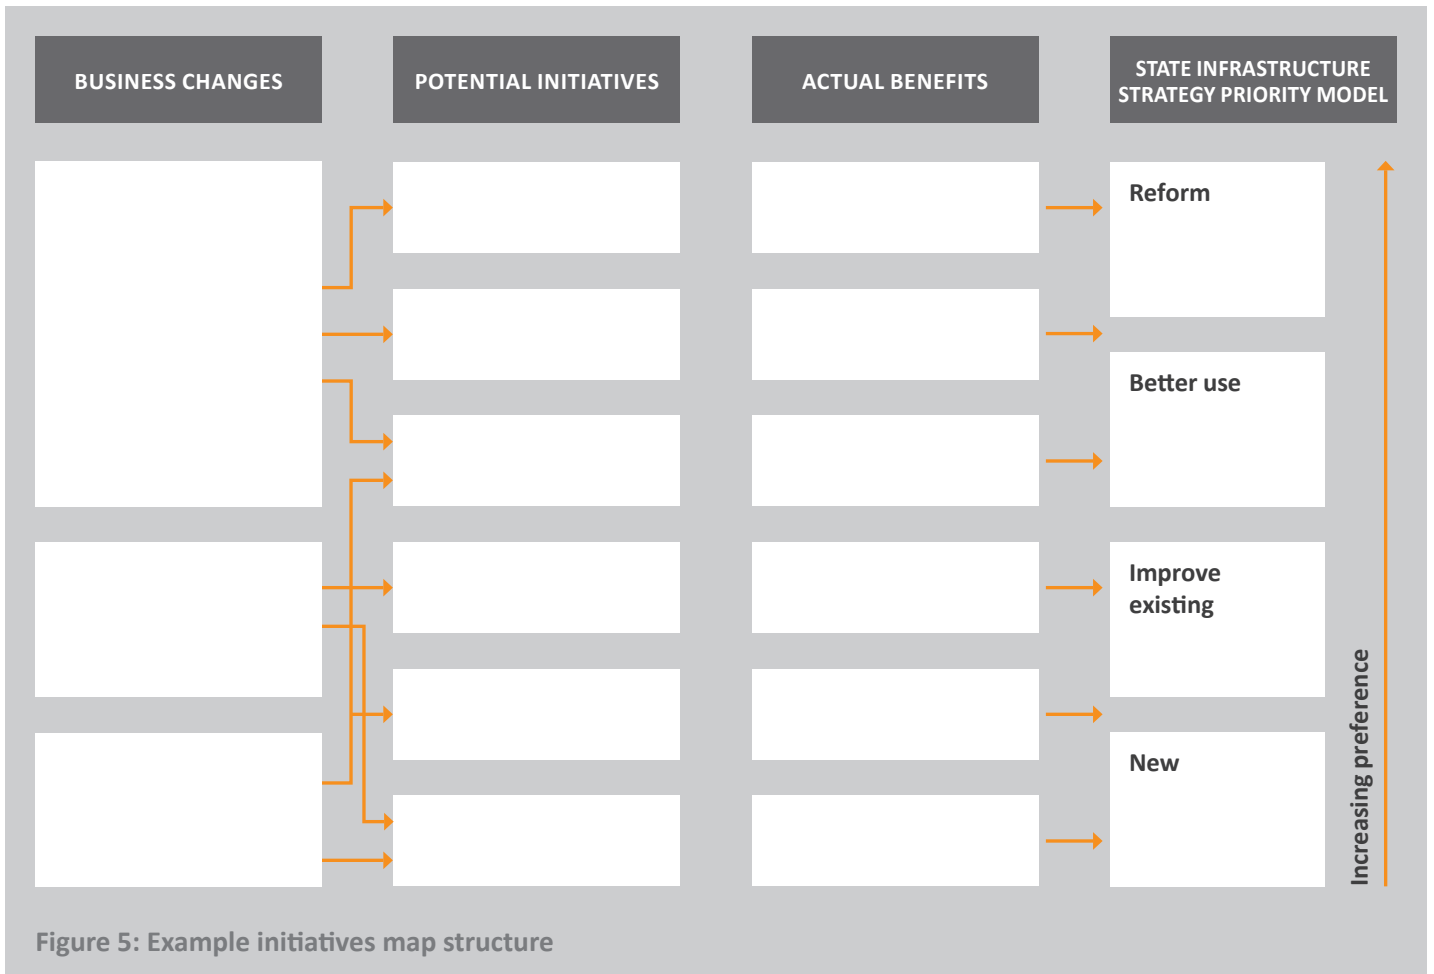 BUSINESS CHANGES
POTENTIAL INITIATIVES
ACTUAL BENEFITS
STATE INFRASTRUCTURE
STRATEGY PRIORITY MODEL
Reform
Better use
Improve
existing
New
Increasing preference
Figure 5: Example initiatives map structure